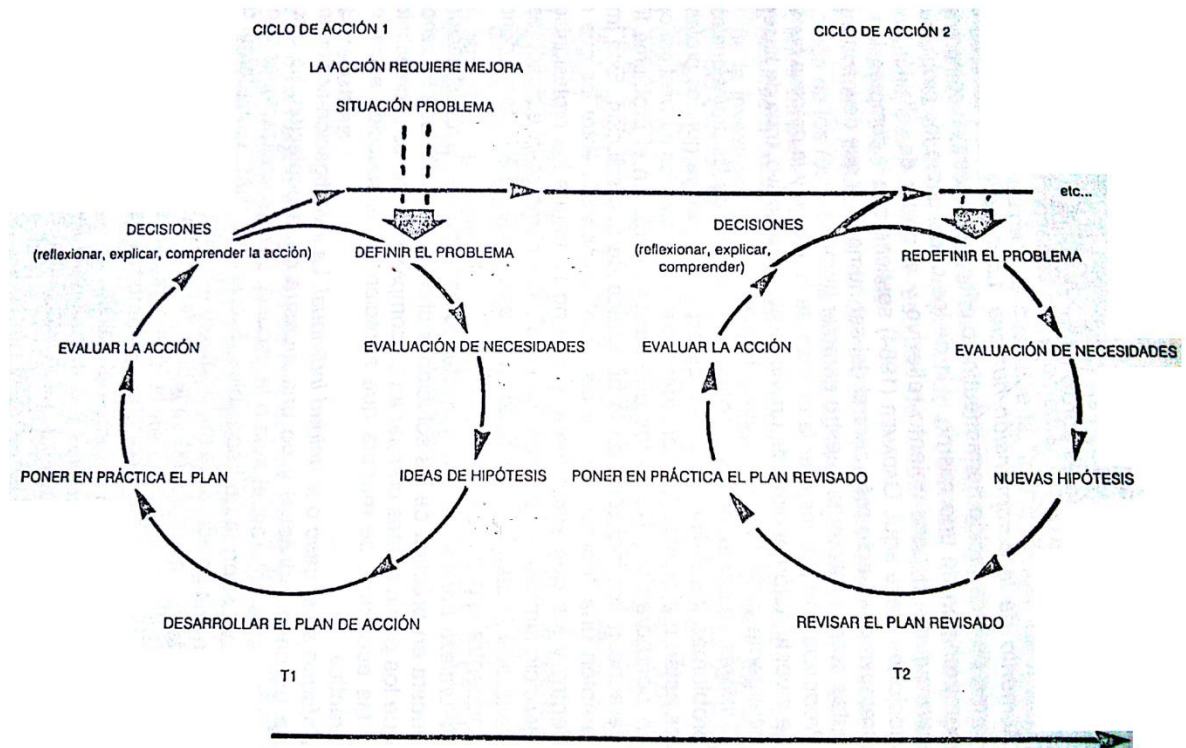 CICLO DE ACCIÓN 1
LA ACCIÓN REQUIERE MEJORA
SITUACIÓN PROBLEMA
DECISIONES
(reflexionar, explicar, comprender la acción)
DEFINIR EL PROBLEMA
EVALUAR LA ACCIÓN
EVALUACIÓN DE NECESIDADES
PONER EN PRÁCTICA EL PLAN
IDEAS DE HIPÓTESIS
DESARROLLAR EL PLAN DE ACCIÓN
T1
CICLO DE ACCIÓN 2
etc...
DECISIONES
(reflexionar, explicar,
comprender)
REDEFINIR EL PROBLEMA
EVALUAR LA ACCIÓN
EVALUACIÓN DE NECESIDADES
PONER EN PRÁCTICA EL PLAN REVISADO
NUEVAS HIPÓTESIS
REVISAR EL PLAN REVISADO
T2